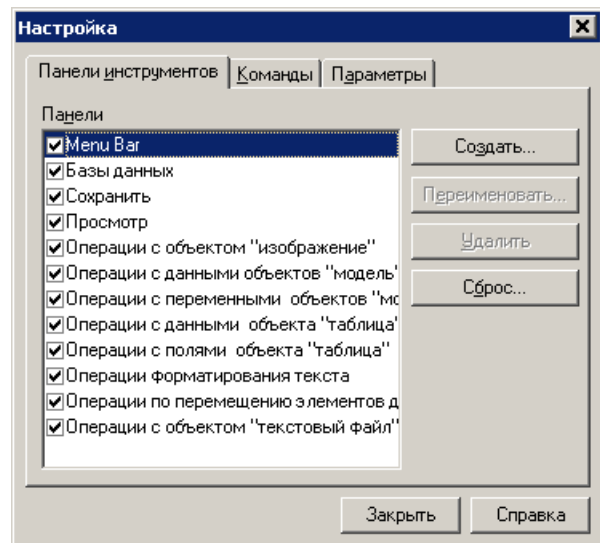 Настройка
Панели инструментов Команды Параметры
Панели
Menu Bar
Базы данных
Сохранить
Просмотр
Операции с объектом "изображение"
Операции с данными объектов "модель"
Операции с переменными объектов "мо
Операции с данными объекта "таблица"
Операции с полями объекта "таблица"
Операции форматирования текста
Операции по перемещению элементов д
Операции с объектом "текстовый файл"
Создать...
Переименовать...
Удалить
Сброс...
Закрыть Справка